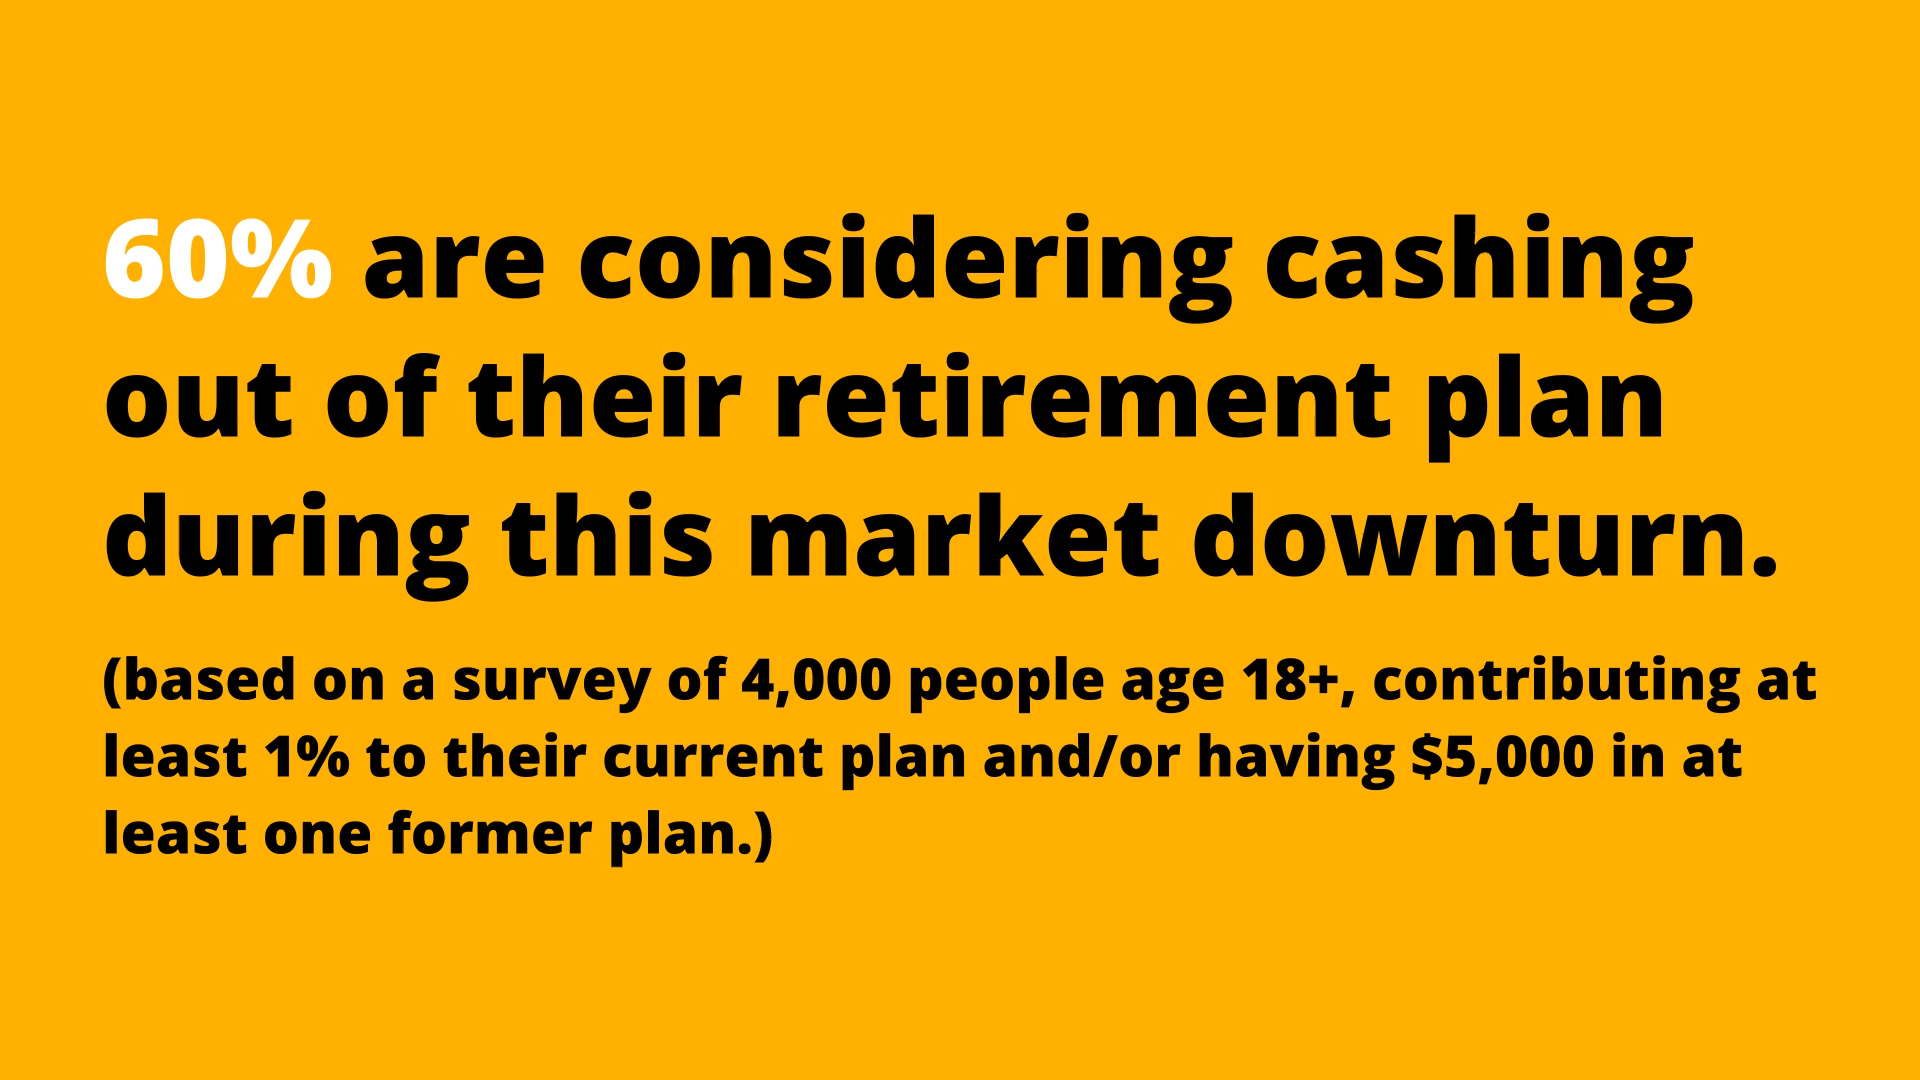 60% are considering cashing
out of their retirement plan
during this market downturn.
(based on a survey of 4,000 people age 18+, contributing at
least 1% to their current plan and/or having $5,000 in at
least one former plan.)